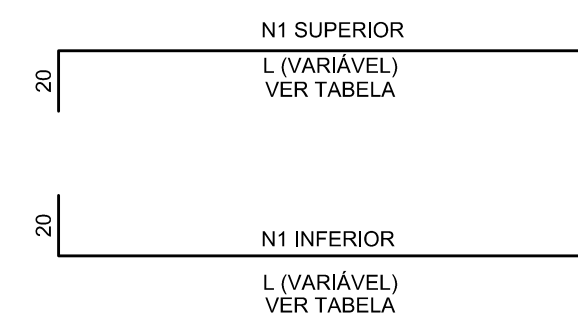 N1 SUPERIOR
20
L (VARIÁVEL)
VER TABELA
20
N1 INFERIOR
L (VARIÁVEL)
VER TABELA